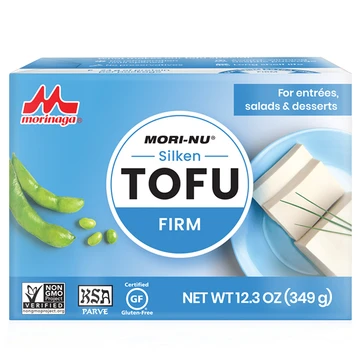 morinaga®
For entrées,
salads & desserts
MORI-NU®
Silken
TOFU
FIRM
NON
GMO
Project
VERIFIED
nongmoproject.org
KSA
PARVE
Certified
GF
Gluten-Free
NET WT 12.3 OZ (349 g)